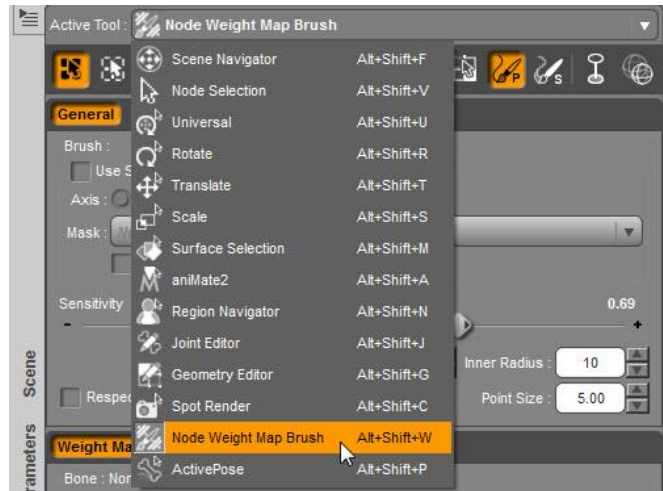 Active Tool : Node Weight Map Brush
Scene Navigator Alt+Shift+F
Node Selection Alt+Shift+V
Universal Alt+Shift+U
Rotate Alt+Shift+R
Translate Alt+Shift+T
Scale Alt+Shift+S
Surface Selection Alt+Shift+M
aniMate2 Alt+Shift+A
Region Navigator Alt+Shift+N
Joint Editor Alt+Shift+J
Geometry Editor Alt+Shift+G
Spot Render Alt+Shift+C
Node Weight Map Brush Alt+Shift+W
ActivePose Alt+Shift+P
P
S
General
Brush :
Use S
Axis :
Mask :
Sensitivity
0.69
- +
Inner Radius : 10
Respe
Point Size : 5.00
Weight Ma
Bone : Nor
Scene
rameters